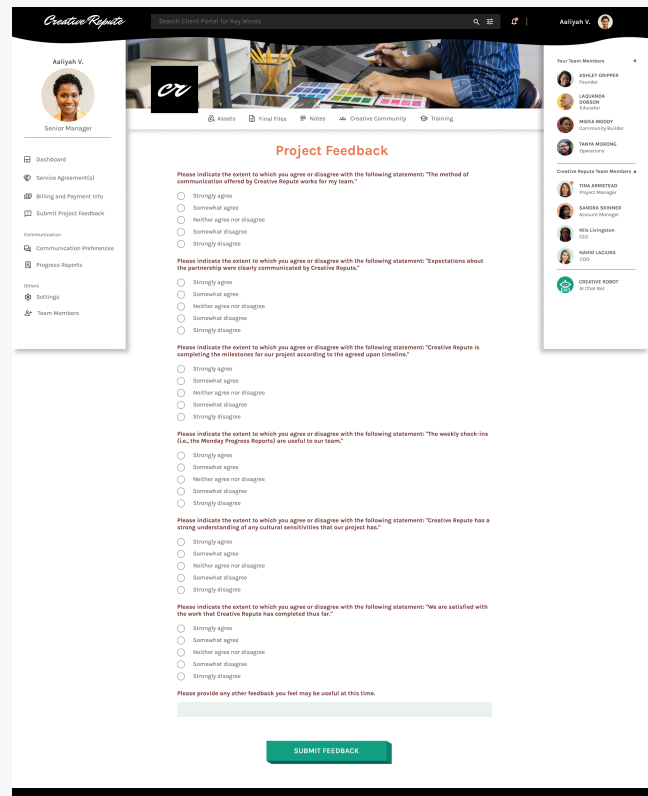 Creative Repute
Search Client Portal for Key Words
Aaliyah V.
Aaliyah V.
Senior Manager
Dashboard
Service Agreement(s)
Billing and Payment Info
Submit Project Feedback
Communication
Communication Preferences
Progress Reports
Others
Settings
Team Members
cr
Assets
Final Files
Notes
Creative Community
Training
Project Feedback
Please indicate the extent to which you agree or disagree with the following statement: "The method of
communication offered by Creative Repute works for my team."
Strongly agree
Somewhat agree
Neither agree nor disagree
Somewhat disagree
Strongly disagree
Please indicate the extent to which you agree or disagree with the following statement: "Expectations about
the partnership were clearly communicated by Creative Repute."
Strongly agree
Somewhat agree
Neither agree nor disagree
Somewhat disagree
Strongly disagree
Please indicate the extent to which you agree or disagree with the following statement: "Creative Repute is
completing the milestones for our project according to the agreed upon timeline."
Strongly agree
Somewhat agree
Neither agree nor disagree
Somewhat disagree
Strongly disagree
Please indicate the extent to which you agree or disagree with the following statement: "The weekly check-ins
(i.e., the Monday Progress Reports) are useful to our team."
Strongly agree
Somewhat agree
Neither agree nor disagree
Somewhat disagree
Strongly disagree
Please indicate the extent to which you agree or disagree with the following statement: "Creative Repute has a
strong understanding of any cultural sensitivities that our project has."
Strongly agree
Somewhat agree
Neither agree nor disagree
Somewhat disagree
Strongly disagree
Please indicate the extent to which you agree or disagree with the following statement: "We are satisfied with
the work that Creative Repute has completed thus far."
Strongly agree
Somewhat agree
Neither agree nor disagree
Somewhat disagree
Strongly disagree
Please provide any other feedback you feel may be useful at this time.
SUBMIT FEEDBACK
Your Team Members
ASHLEY GRIPPER
Founder
LAQUANDA
DOBSON
Educator
MEIKA MOODY
Community Builder
TANYA MORONG
Operations
Creative Repute Team Members
TINA ARMSTEAD
Project Manager
SANDRA SKINNER
Account Manager
Nile Livingston
CEO
NAHID LACIURA
COO
CREATIVE ROBOT
AI Chat Bot